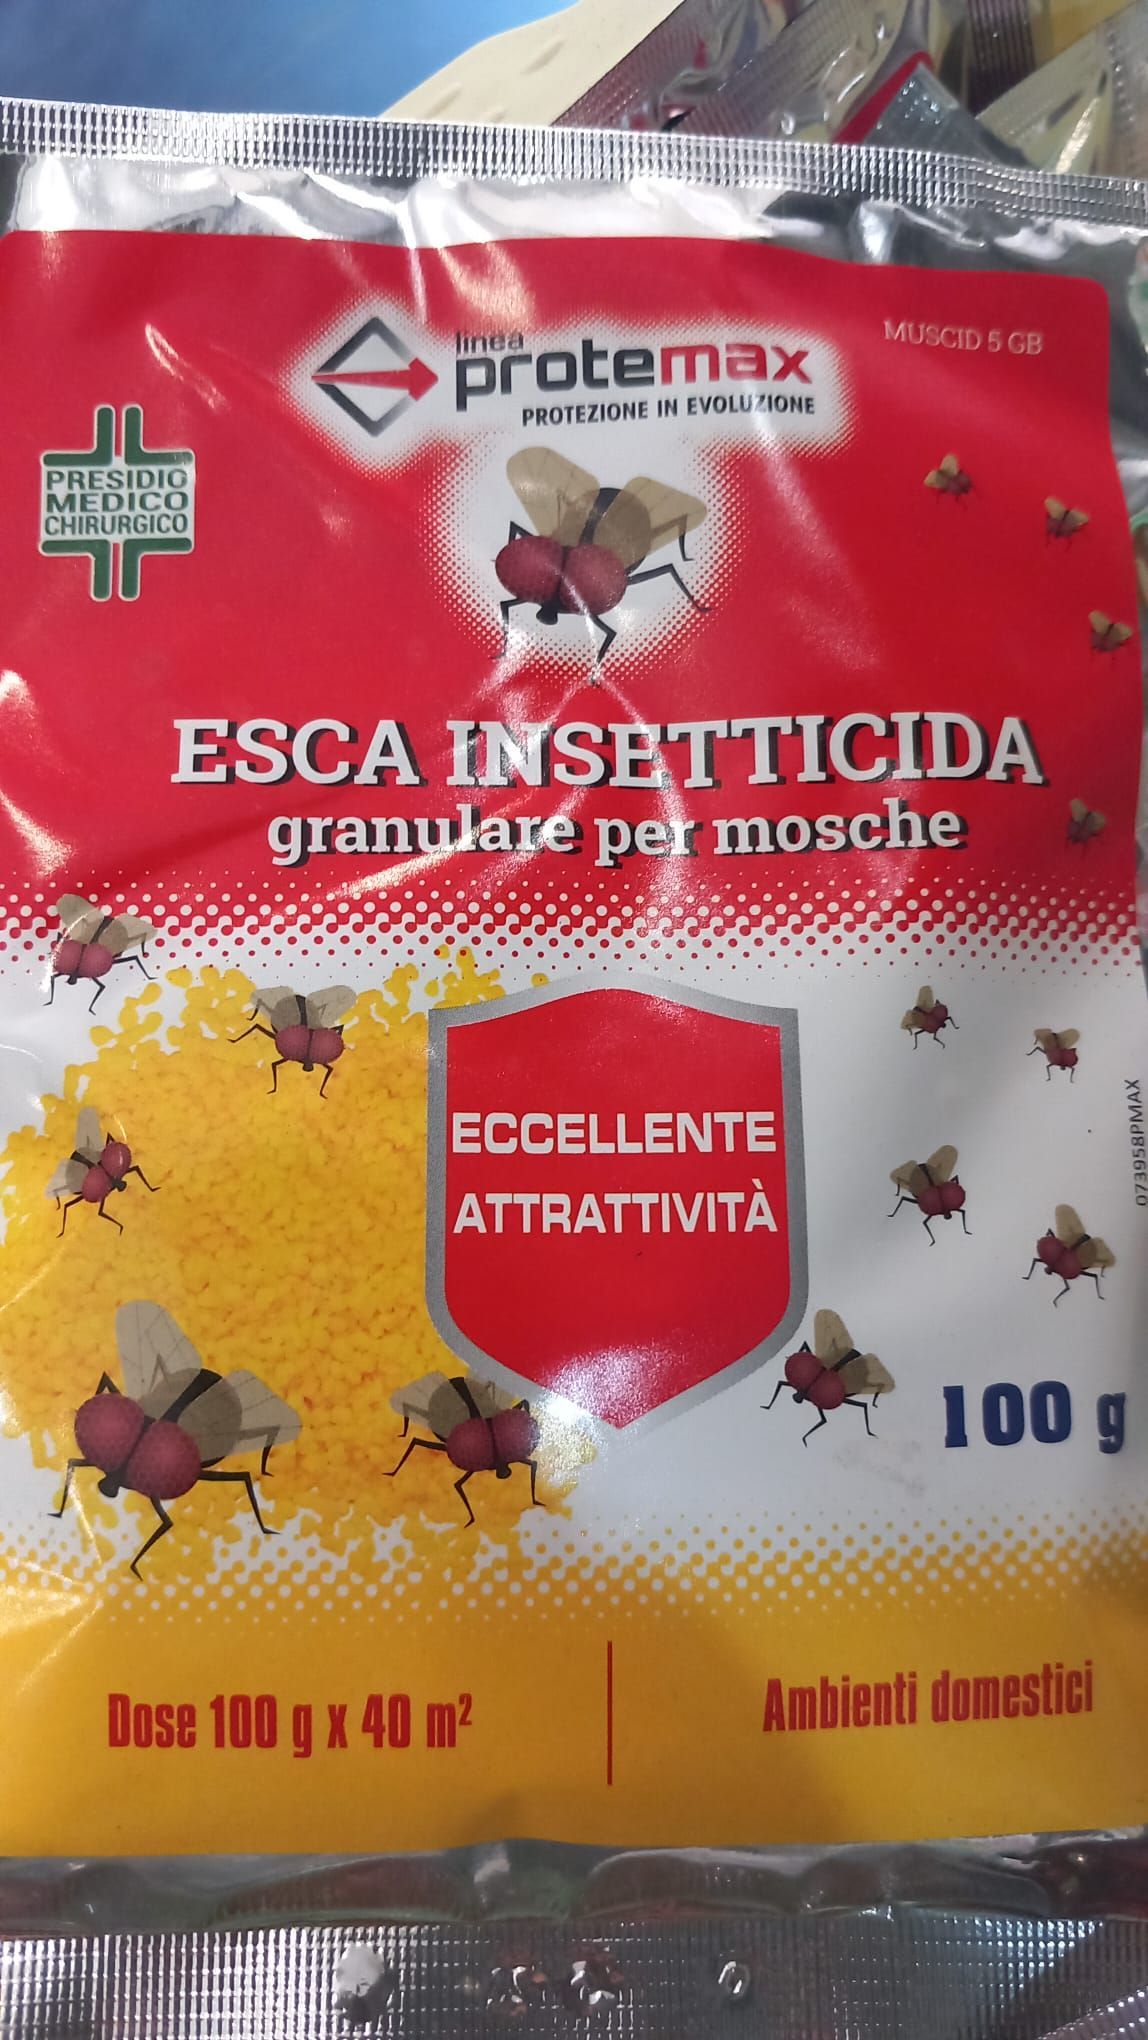 linea
protemax
PROTEZIONE IN EVOLUZIONE
MUSCID 5 GB
PRESIDIO
MEDICO
CHIRURGICO
ESCA INSETTICIDA
granulare per mosche
ECCELLENTE
ATTRATTIVITÀ
073958PMAX
100 g
Dose 100 g x 40 m²
Ambienti domestici